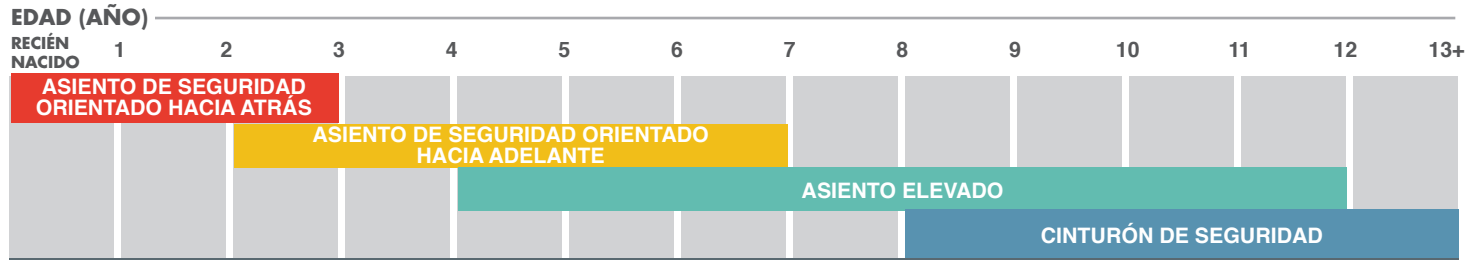 EDAD (AÑO)
RECIÉN NACIDO 1 2 3 4 5 6 7 8 9 10 11 12 13+
ASIENTO DE SEGURIDAD
ORIENTADO HACIA ATRÁS
ASIENTO DE SEGURIDAD ORIENTADO
HACIA ADELANTE
ASIENTO ELEVADO
CINTURÓN DE SEGURIDAD